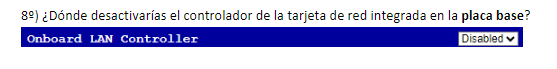 8º) ¿Dónde desactivarías el controlador de la tarjeta de red integrada en la placa base?
Onboard LAN Controller Disabled